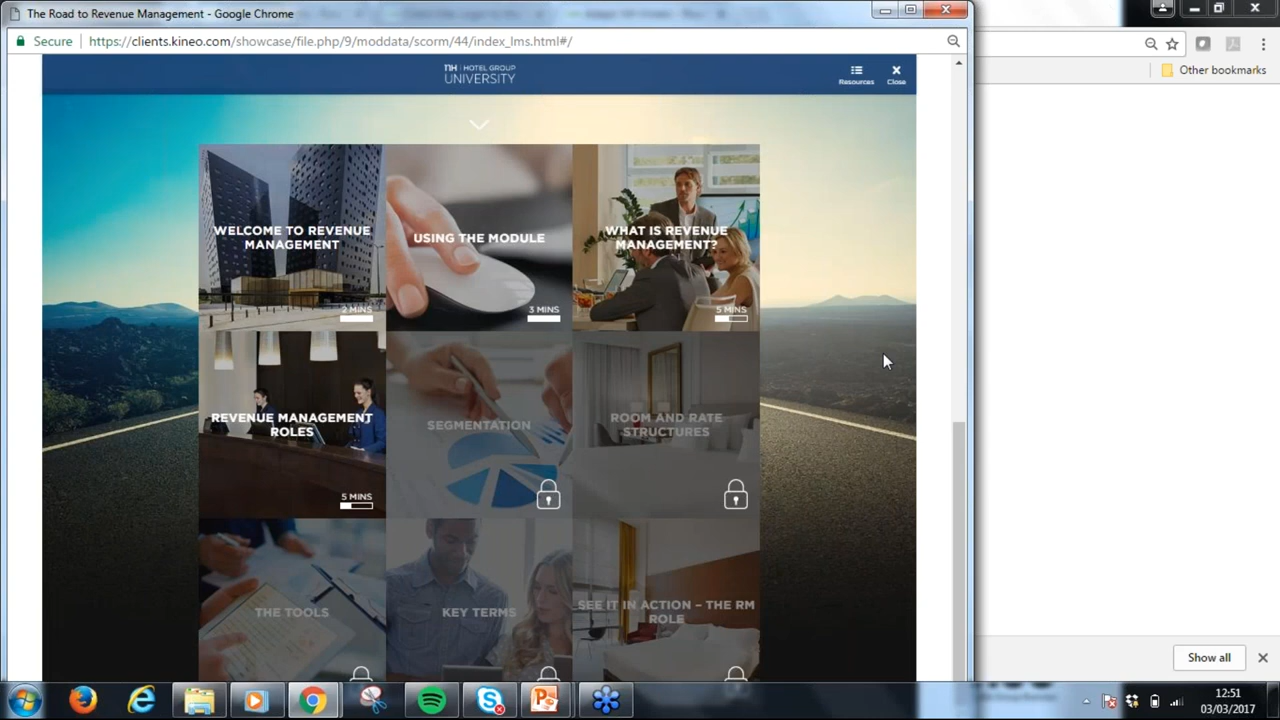 The Road to Revenue Management - Google Chrome
Secure https://clients.kineo.com/showcase/file.php/9/moddata/scorm/44/index_lms.html#/
Other bookmarks
nH HOTEL GROUP
UNIVERSITY
Resources
Close
WELCOME TO REVENUE
MANAGEMENT
2 MINS
USING THE MODULE
3 MINS
WHAT IS REVENUE
MANAGEMENT?
5 MINS
REVENUE MANAGEMENT
ROLES
5 MINS
SEGMENTATION
ROOM AND RATE
STRUCTURES
THE TOOLS
KEY TERMS
SEE IT IN ACTION – THE RM
ROLE
Show all
12:51
03/03/2017